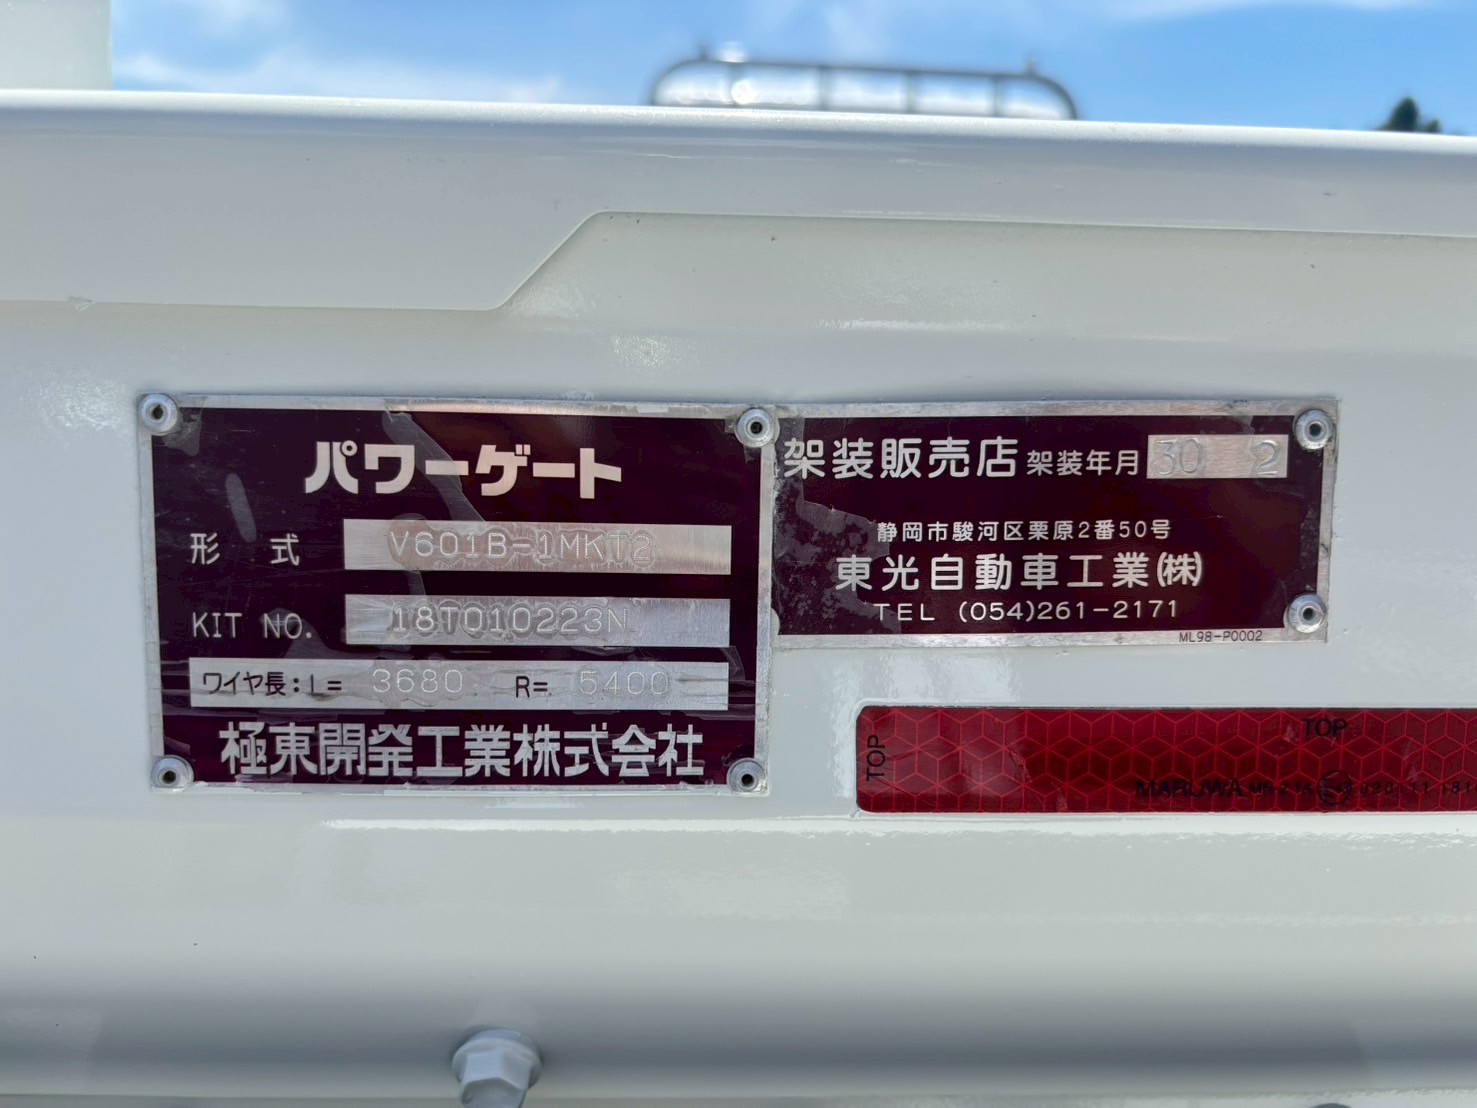 パワーゲート
形 式 V601B-1MKT2
KIT NO. 18T010223N
ワイヤ長:L= 3680 R= 5400
極東開発工業株式会社
架装販売店 架装年月 30 2
静岡市駿河区栗原2番50号
東光自動車工業(株)
TEL (054)261-2171
ML98-P0002
TOP
TOP
MARUWA